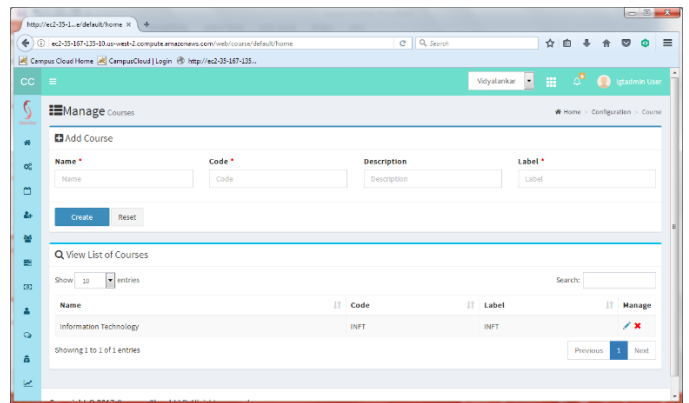 http://ec2-35-1...e/default/home × +
ec2-35-167-135-10.us-west-2.compute.amazonaws.com/web/course/default/home
Search
Campus Cloud Home CampusCloud | Login http://ec2-35-167-135...
CC Vidyalankar igtadmin User
Manage Courses
Home Configuration Course
Add Course
Name * Code * Description Label *
Name Code Description Label
Create Reset
View List of Courses
Show 10 entries Search:
Name Code Label Manage
Information Technology INFT INFT
Showing 1 to 1 of 1 entries Previous 1 Next